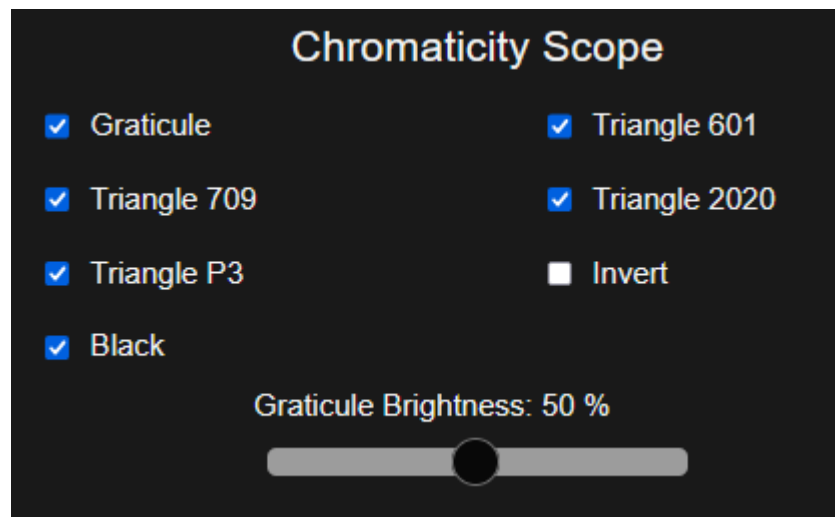 Chromaticity Scope
Graticule
Triangle 601
Triangle 709
Triangle 2020
Triangle P3
Invert
Black
Graticule Brightness: 50 %